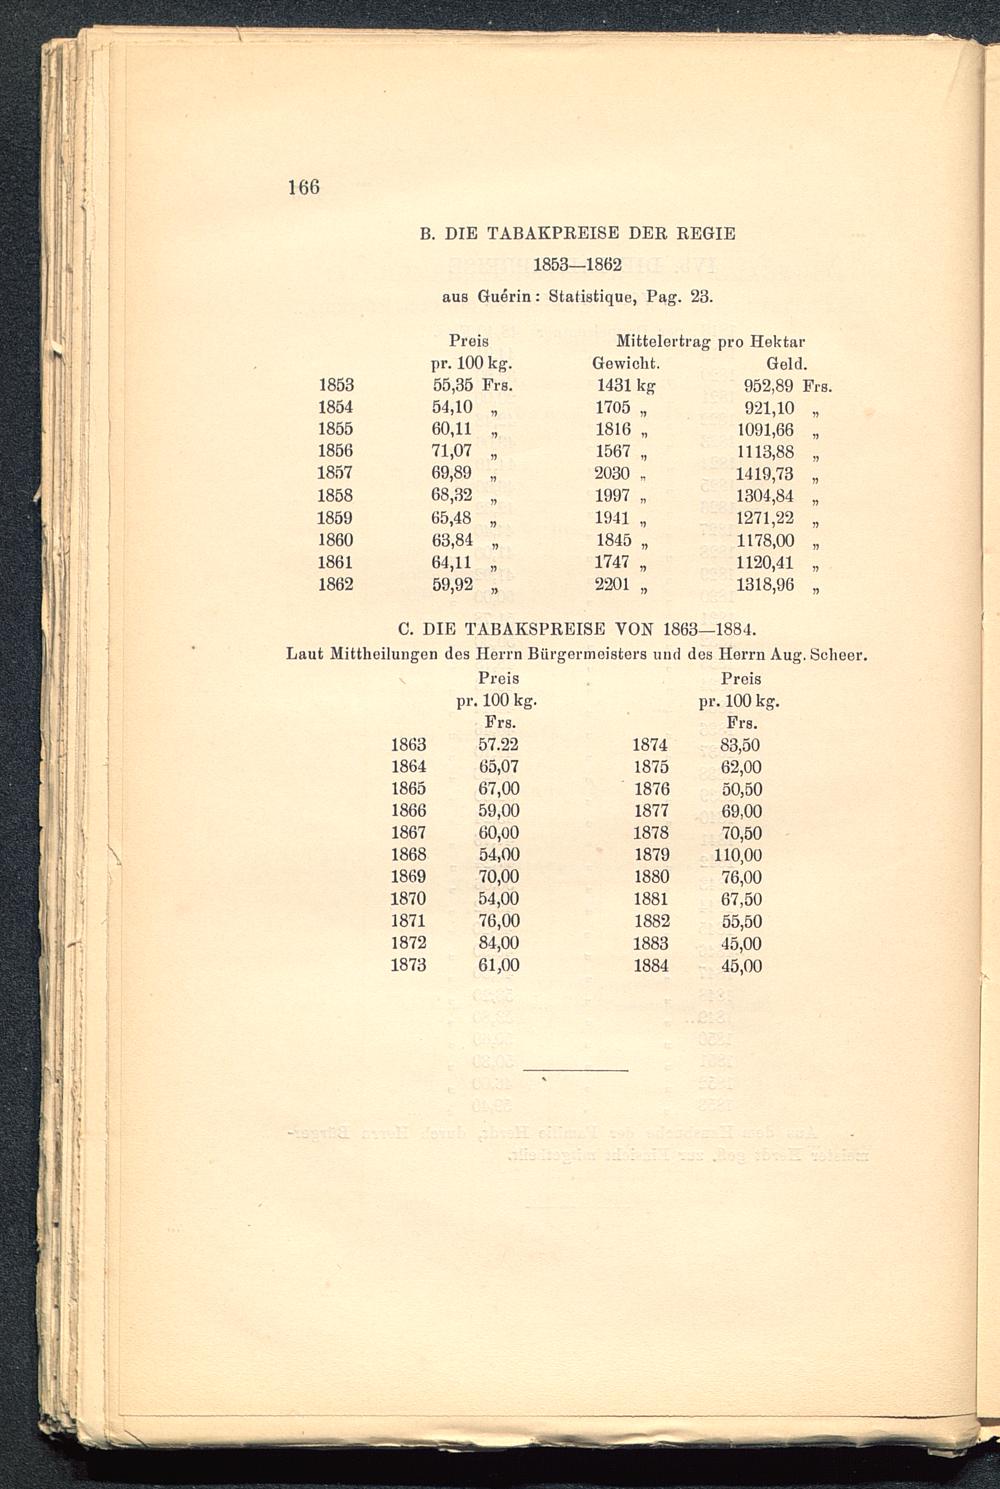 166
B. DIE TABAKPREISE DER REGIE
1853—1862
aus Guérin: Statistique, Pag. 23.
Preis Mittelertrag pro Hektar
pr. 100 kg. Gewicht. Geld.
1853 55,35 Frs. 1431 kg 952,89 Frs.
1854 54,10 „ 1705 „ 921,10 „
1855 60,11 „ 1816 „ 1091,66 „
1856 71,07 „ 1567 „ 1113,88 „
1857 69,89 „ 2030 „ 1419,73 „
1858 68,32 „ 1997 „ 1304,84 „
1859 65,48 „ 1941 „ 1271,22 „
1860 63,84 „ 1845 „ 1178,00 „
1861 64,11 „ 1747 „ 1120,41 „
1862 59,92 „ 2201 „ 1318,96 „
C. DIE TABAKSPREISE VON 1863—1884.
Laut Mittheilungen des Herrn Bürgermeisters und des Herrn Aug. Scheer.
Preis Preis
pr. 100 kg. pr. 100 kg.
Frs. Frs.
1863 57.22 1874 83,50
1864 65,07 1875 62,00
1865 67,00 1876 50,50
1866 59,00 1877 69,00
1867 60,00 1878 70,50
1868 54,00 1879 110,00
1869 70,00 1880 76,00
1870 54,00 1881 67,50
1871 76,00 1882 55,50
1872 84,00 1883 45,00
1873 61,00 1884 45,00